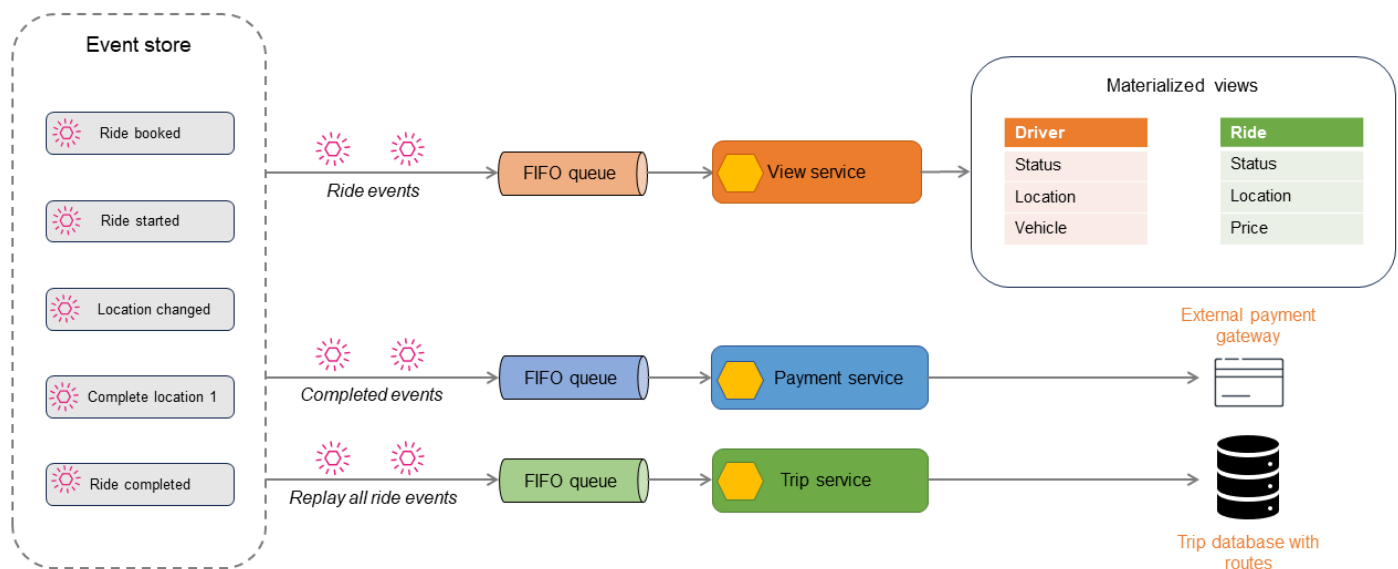 Event store
Ride booked
Ride started
Location changed
Complete location 1
Ride completed
Ride events
FIFO queue
View service
Materialized views
Driver
Status
Location
Vehicle
Ride
Status
Location
Price
Completed events
FIFO queue
Payment service
External payment
gateway
Replay all ride events
FIFO queue
Trip service
Trip database with
routes